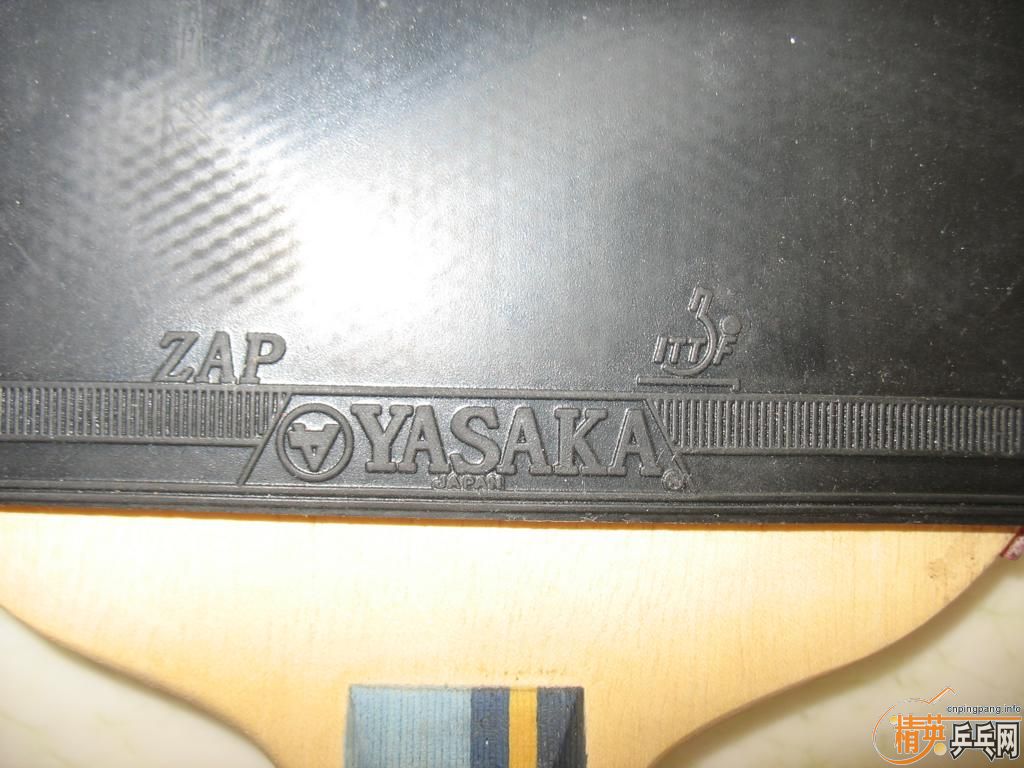 ZAP
ITTF
YASAKA
JAPAN
cnpingpang.info
精英乒乓网